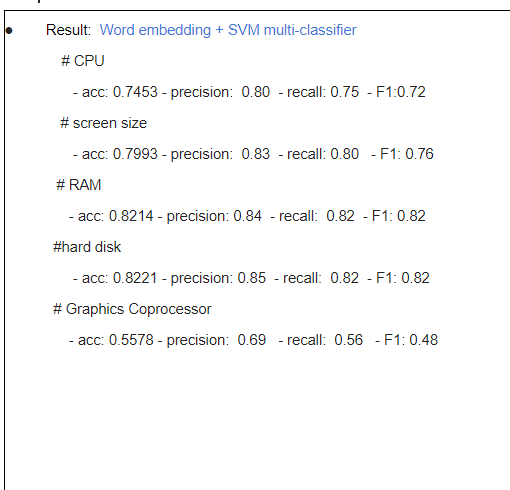 ● Result: Word embedding + SVM multi-classifier
# CPU
- acc: 0.7453 - precision: 0.80 - recall: 0.75 - F1:0.72
# screen size
- acc: 0.7993 - precision: 0.83 - recall: 0.80 - F1: 0.76
# RAM
- acc: 0.8214 - precision: 0.84 - recall: 0.82 - F1: 0.82
#hard disk
- acc: 0.8221 - precision: 0.85 - recall: 0.82 - F1: 0.82
# Graphics Coprocessor
- acc: 0.5578 - precision: 0.69 - recall: 0.56 - F1: 0.48